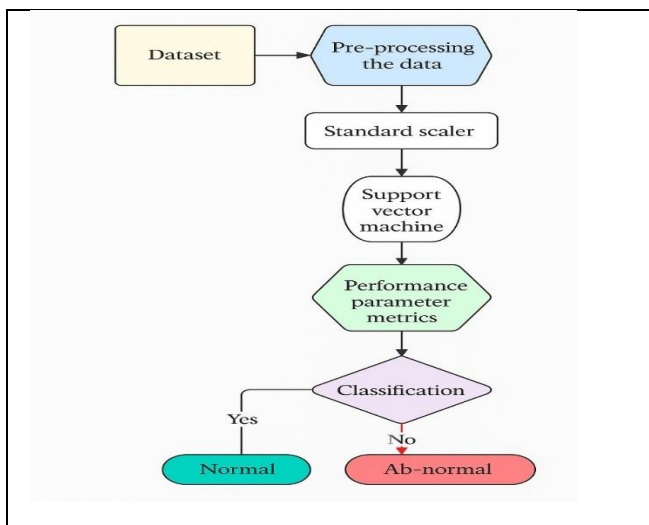 Dataset
Pre-processing
the data
Standard scaler
Support
vector
machine
Performance
parameter
metrics
Classification
Yes
No
Normal
Ab-normal